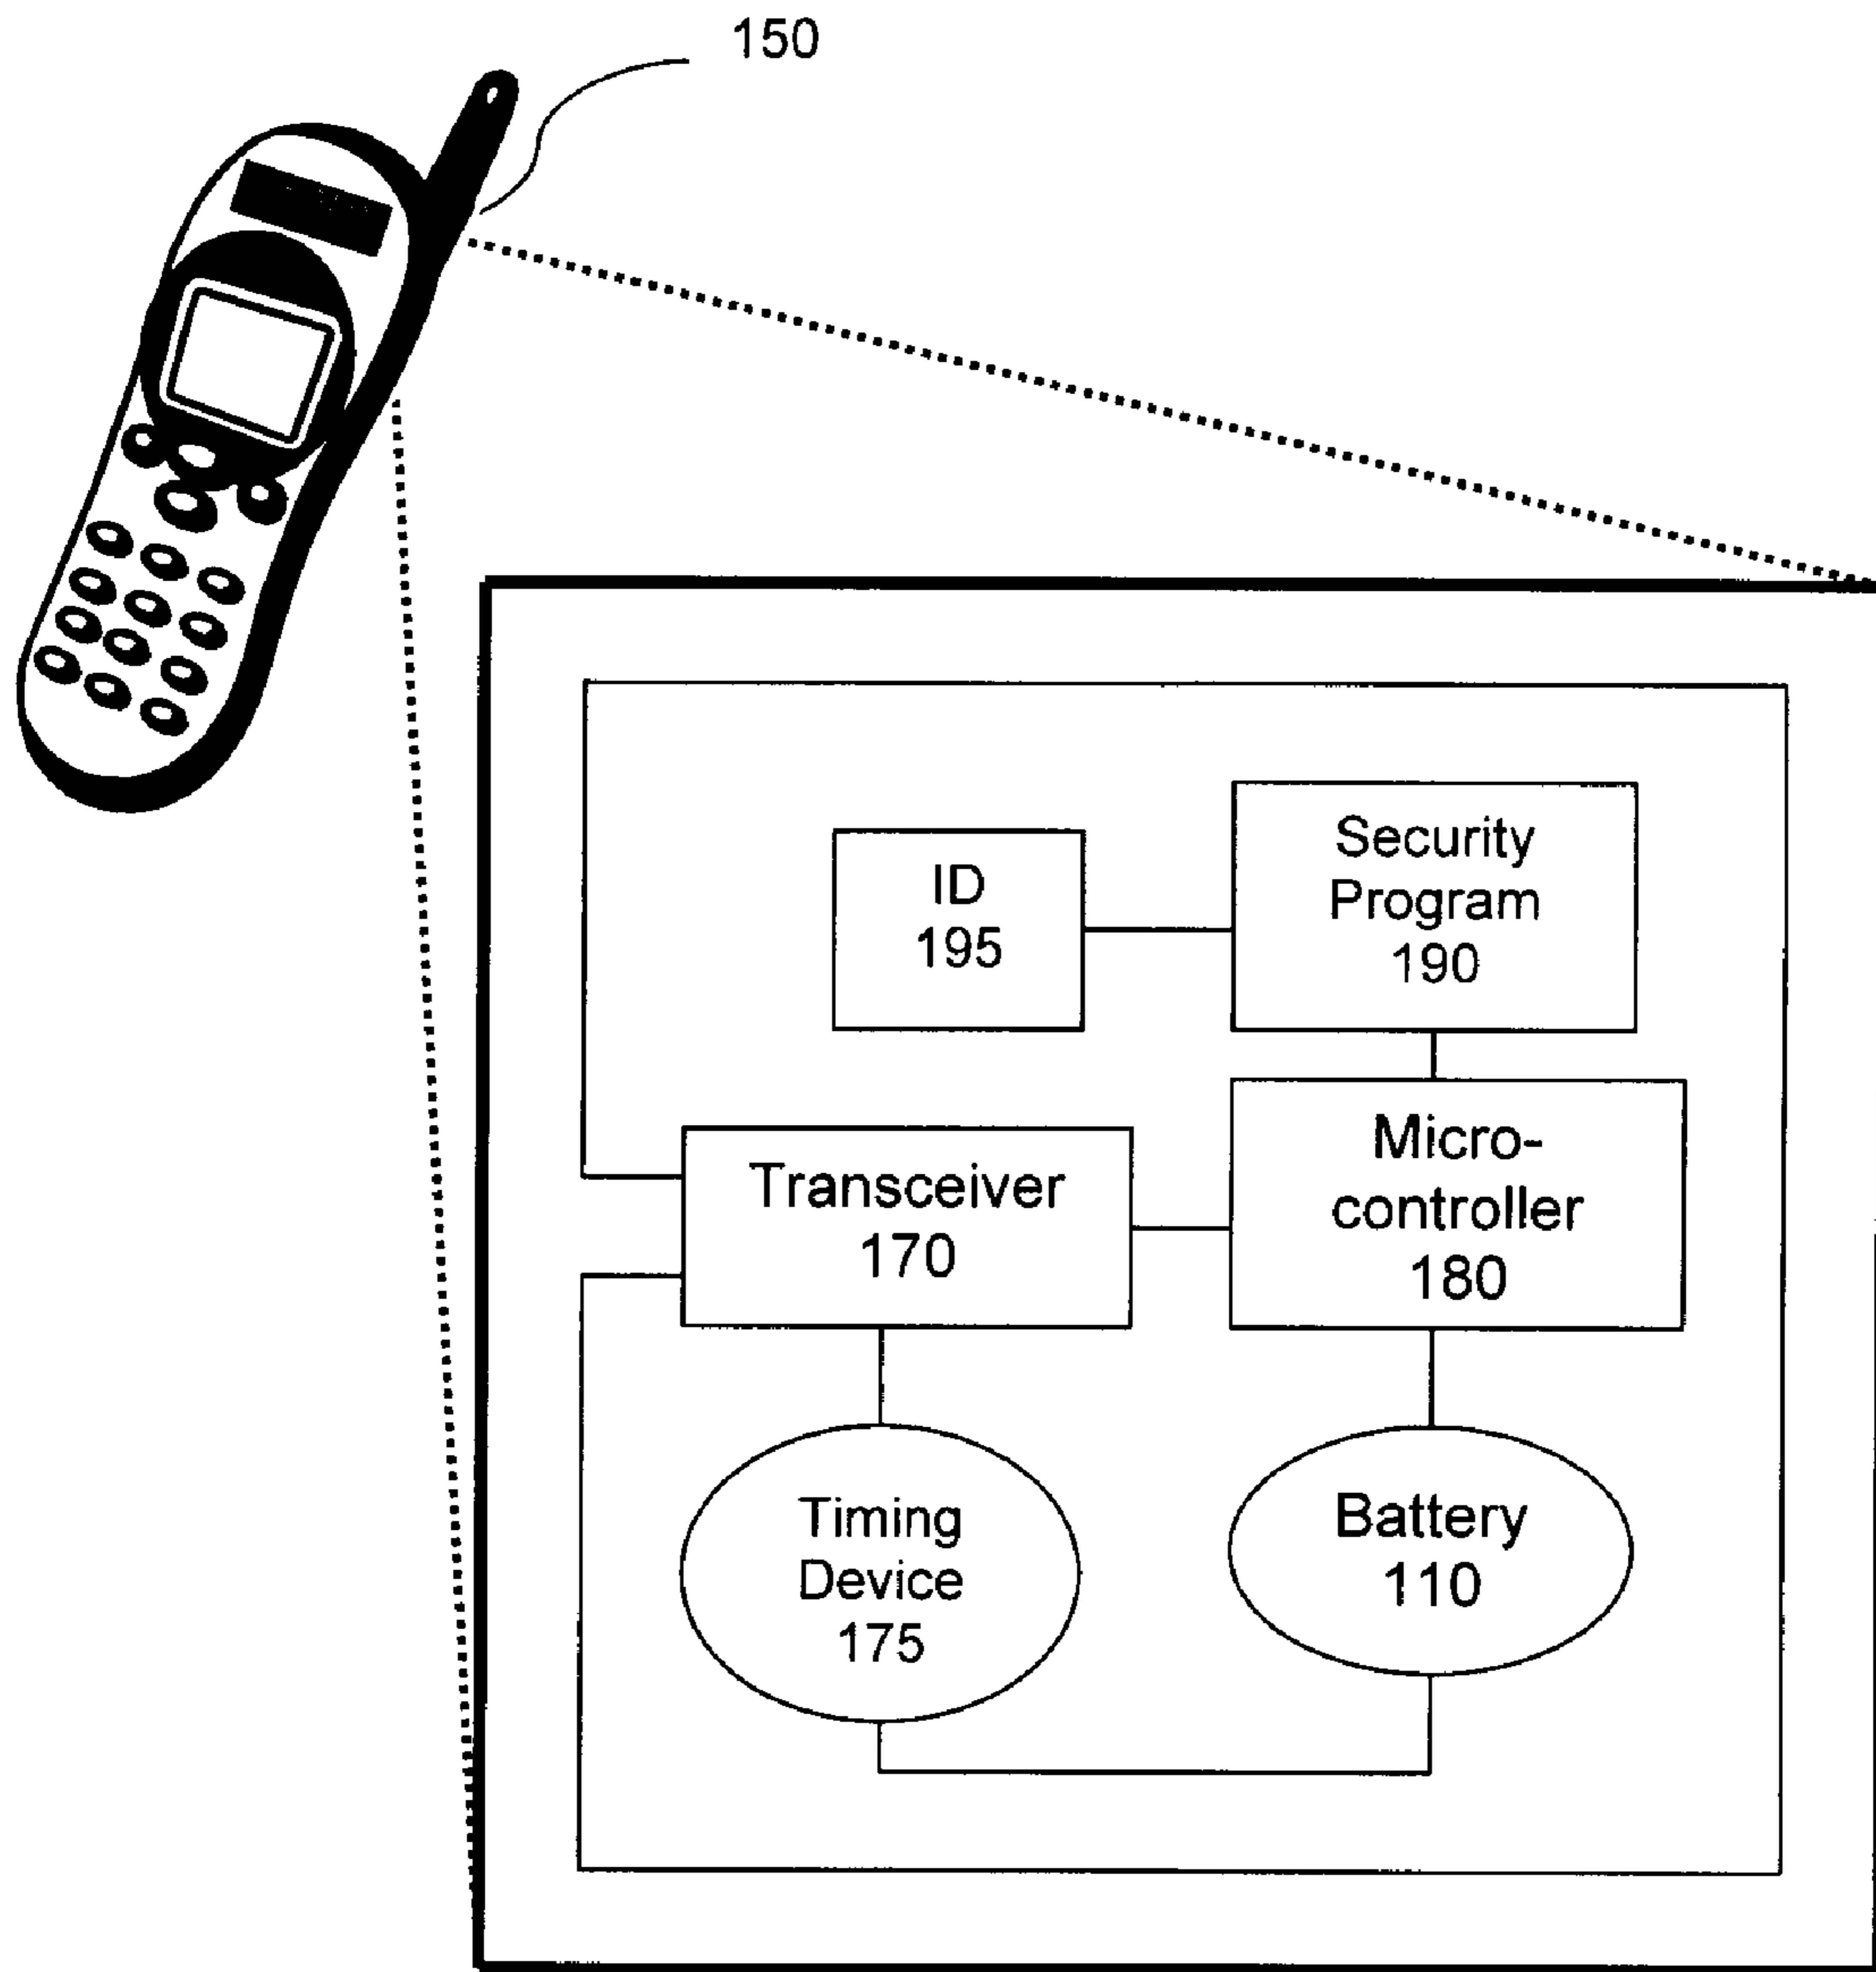 150
ID
195
Security
Program
190
Transceiver
170
Micro-
controller
180
Timing
Device
175
Battery
110